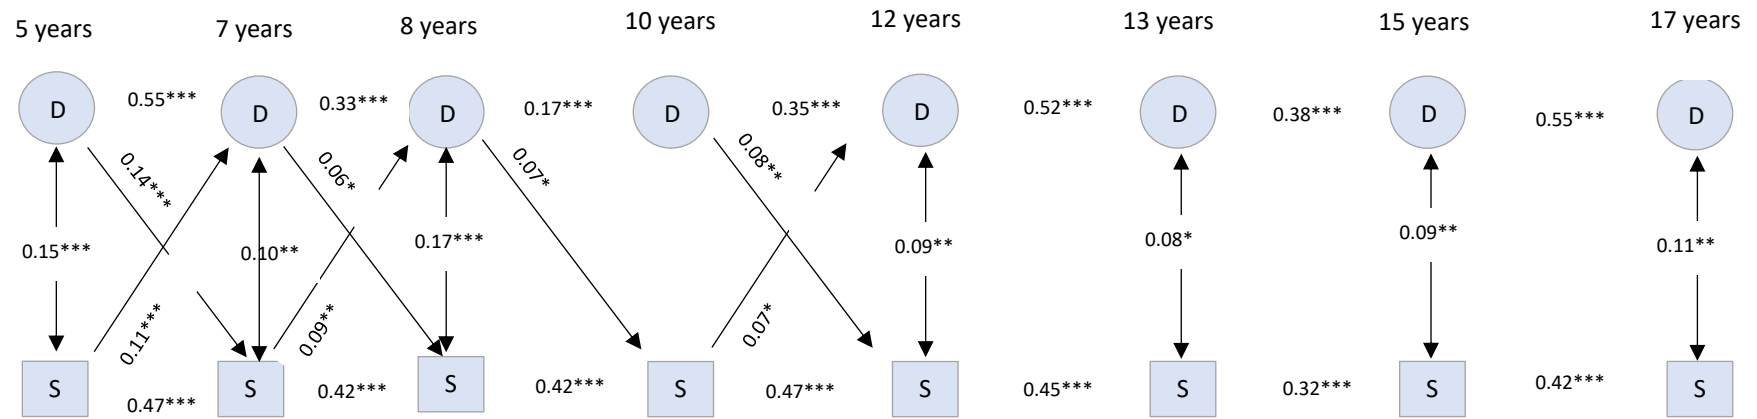 5 years
7 years
8 years
10 years
12 years
13 years
15 years
17 years
D
0.55***
D
0.33***
D
0.17***
D
0.35***
D
0.52***
D
0.38***
D
0.55***
D
0.14***
0.06*
0.07*
0.08**
0.15***
0.10**
0.17***
0.09**
0.08*
0.09**
0.11**
0.11***
0.09**
0.07*
S
0.47***
S
0.42***
S
0.42***
S
0.47***
S
0.45***
S
0.32***
S
0.42***
S